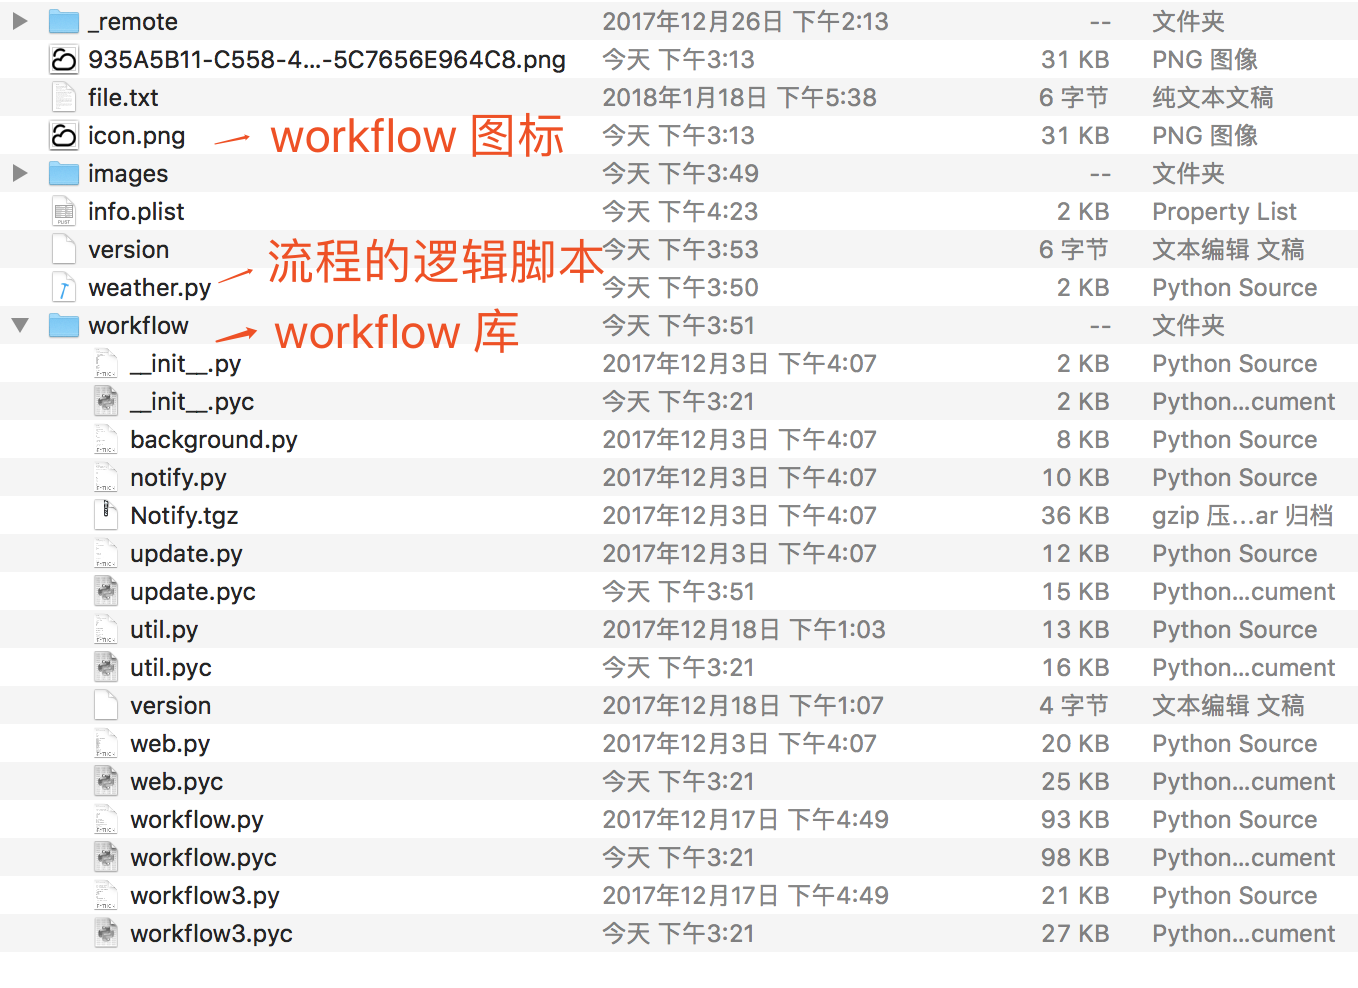 _remote 2017年12月26日 下午2:13 -- 文件夹
935A5B11-C558-4...-5C7656E964C8.png 今天 下午3:13 31 KB PNG 图像
file.txt 2018年1月18日 下午5:38 6 字节 纯文本文稿
icon.png workflow 图标 今天 下午3:13 31 KB PNG 图像
images 今天 下午3:49 -- 文件夹
info.plist 今天 下午4:23 2 KB Property List
version 今天 下午3:53 6 字节 文本编辑 文稿
weather.py 流程的逻辑脚本 今天 下午3:50 2 KB Python Source
workflow workflow 库 今天 下午3:51 -- 文件夹
__init__.py 2017年12月3日 下午4:07 2 KB Python Source
__init__.pyc 今天 下午3:21 2 KB Python...cument
background.py 2017年12月3日 下午4:07 8 KB Python Source
notify.py 2017年12月3日 下午4:07 10 KB Python Source
Notify.tgz 2017年12月3日 下午4:07 36 KB gzip 压...ar 归档
update.py 2017年12月3日 下午4:07 12 KB Python Source
update.pyc 今天 下午3:51 15 KB Python...cument
util.py 2017年12月18日 下午1:03 13 KB Python Source
util.pyc 今天 下午3:21 16 KB Python...cument
version 2017年12月18日 下午1:07 4 字节 文本编辑 文稿
web.py 2017年12月3日 下午4:07 20 KB Python Source
web.pyc 今天 下午3:21 25 KB Python...cument
workflow.py 2017年12月17日 下午4:49 93 KB Python Source
workflow.pyc 今天 下午3:21 98 KB Python...cument
workflow3.py 2017年12月17日 下午4:49 21 KB Python Source
workflow3.pyc 今天 下午3:21 27 KB Python...cument